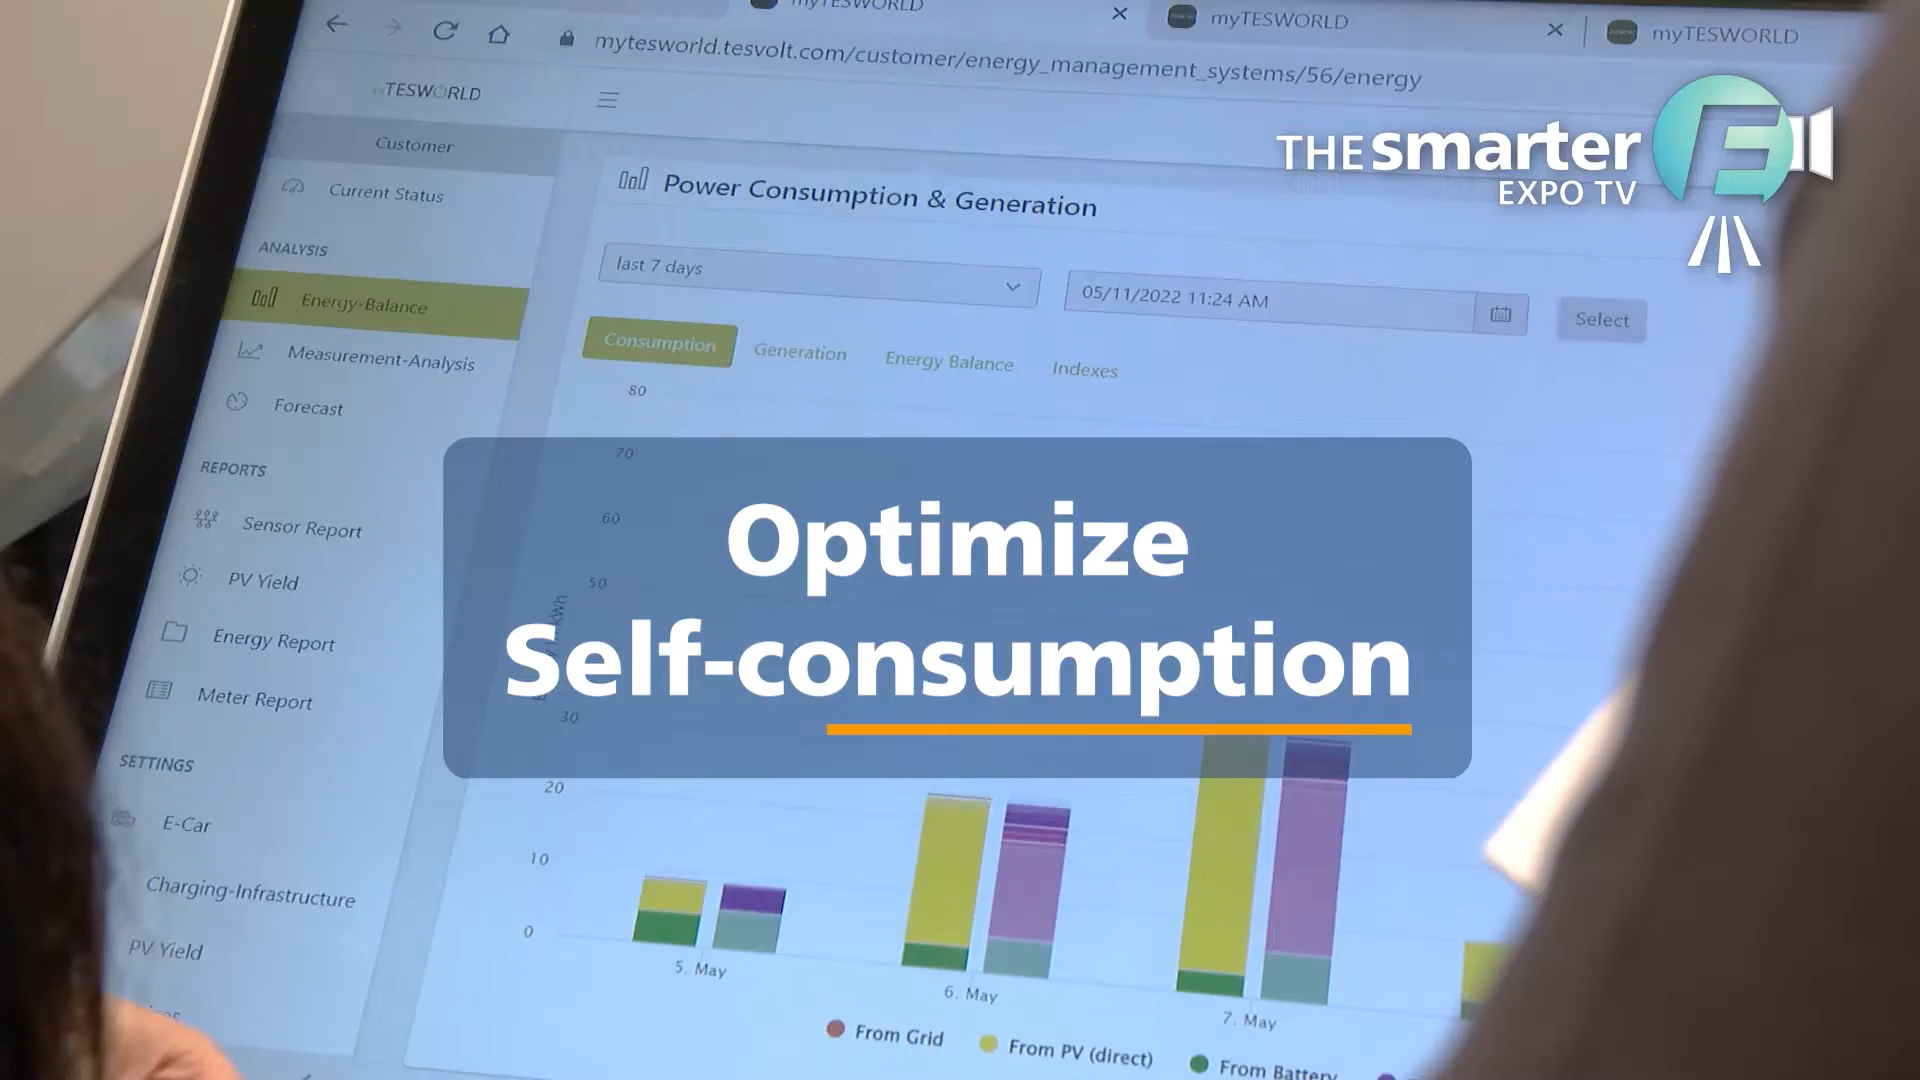 myTESWORLD
myTESWORLD
myTESWORLD
mytesworld.tesvolt.com/customer/energy_management_systems/56/energy
THE smarter E
EXPO TV
myTESWORLD
Customer
Current Status
ANALYSIS
Energy-Balance
Measurement-Analysis
Forecast
REPORTS
Sensor Report
PV Yield
Energy Report
Meter Report
SETTINGS
E-Car
Charging-Infrastructure
PV Yield
Power Consumption & Generation
last 7 days
05/11/2022 11:24 AM
Select
Consumption
Generation
Energy Balance
Indexes
80
70
60
50
30
20
10
0
kWh
Optimize
Self-consumption
5. May
6. May
7. May
From Grid
From PV (direct)
From Battery